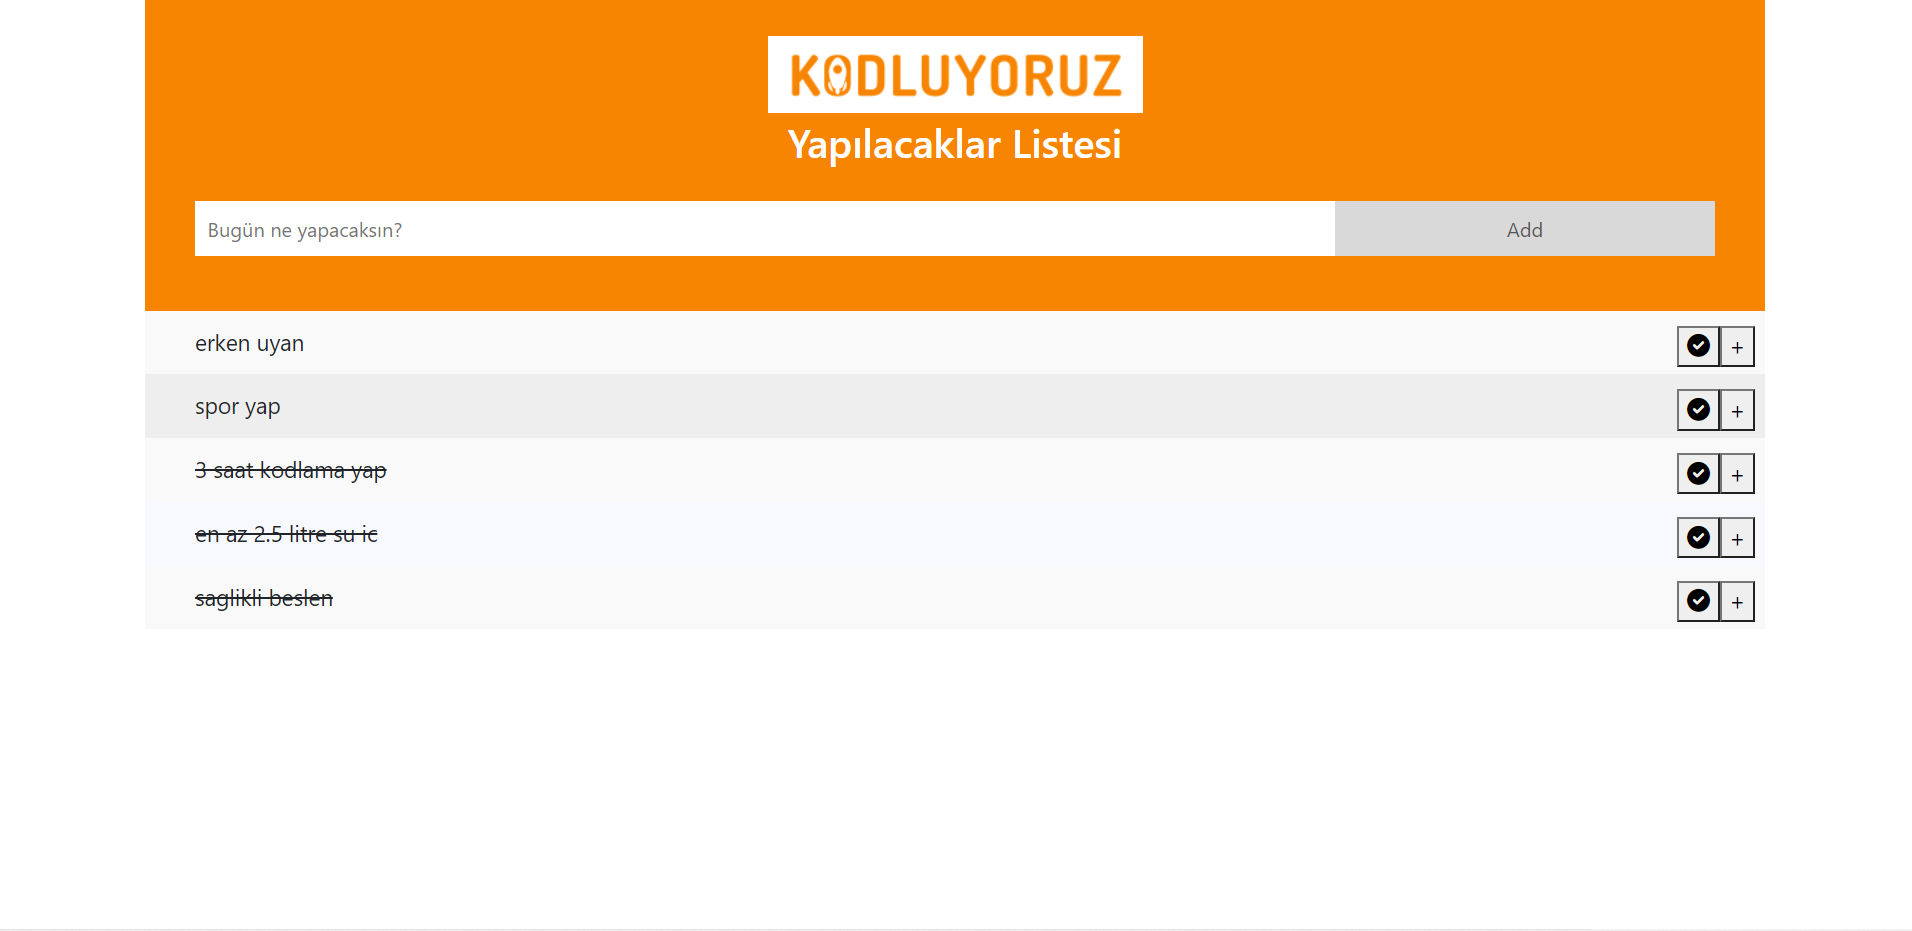 KODLUYORUZ
Yapılacaklar Listesi
Bugün ne yapacaksın? Add
erken uyan +
spor yap +
3 saat kodlama yap +
en az 2.5 litre su ic +
saglikli beslen +